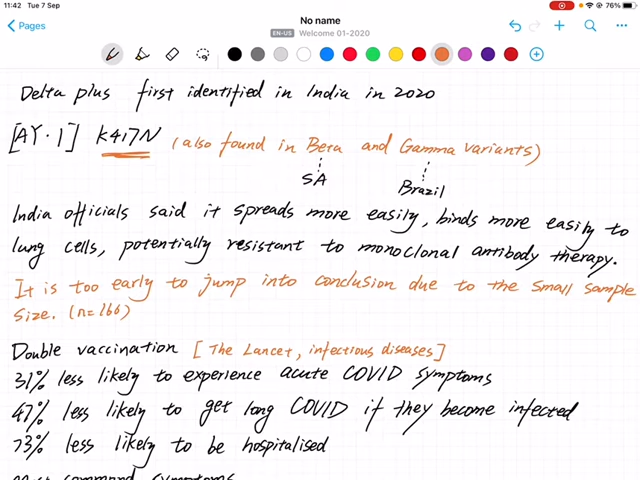 11:42 Tue 7 Sep
76%
Pages
No name
EN-US Welcome 01-2020
Delta plus first identified in India in 2020
[AY.1] K417N (also found in Beta and Gamma variants)
SA
Brazil
India officials said it spreads more easily, binds more easily to
lung cells, potentially resistant to monoclonal antibody therapy.
It is too early to jump into conclusion due to the small sample
size. (n=166)
Double vaccination [The Lancet, infectious diseases]
31% less likely to experience acute COVID symptoms
47% less likely to get long COVID if they become infected
73% less likely to be hospitalised
symptoms